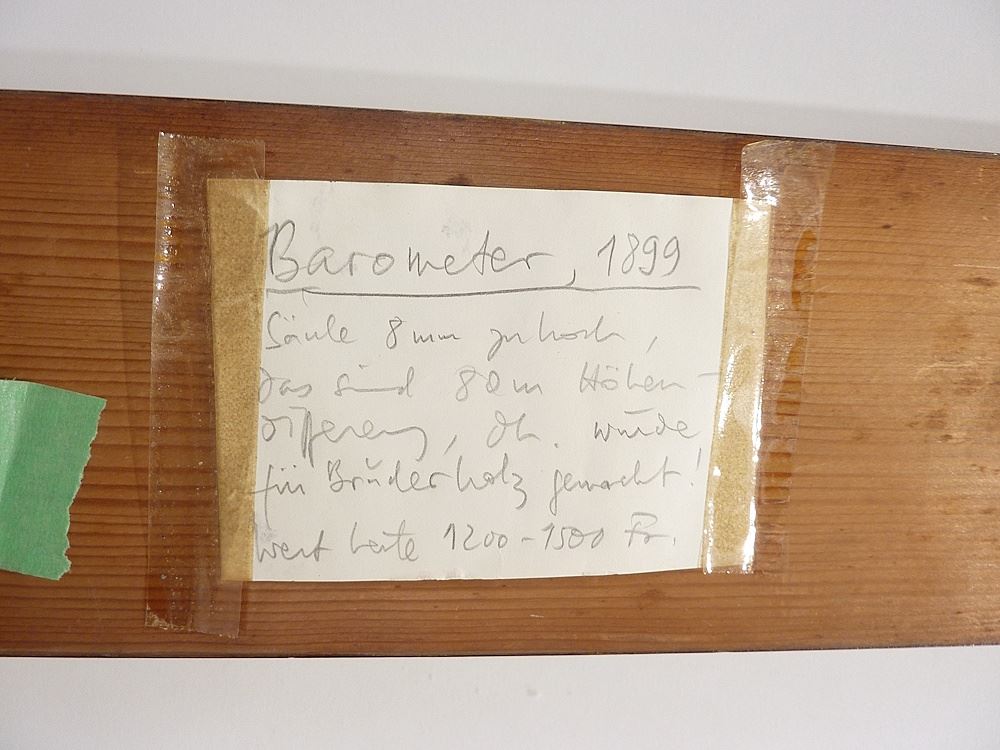 Barometer, 1899
Säule 8mm zu hoch,
das sind 80m Höhen-
differenz, dh. wurde
für Bruderholz gemacht!
Wert heute 1200-1500 Fr.